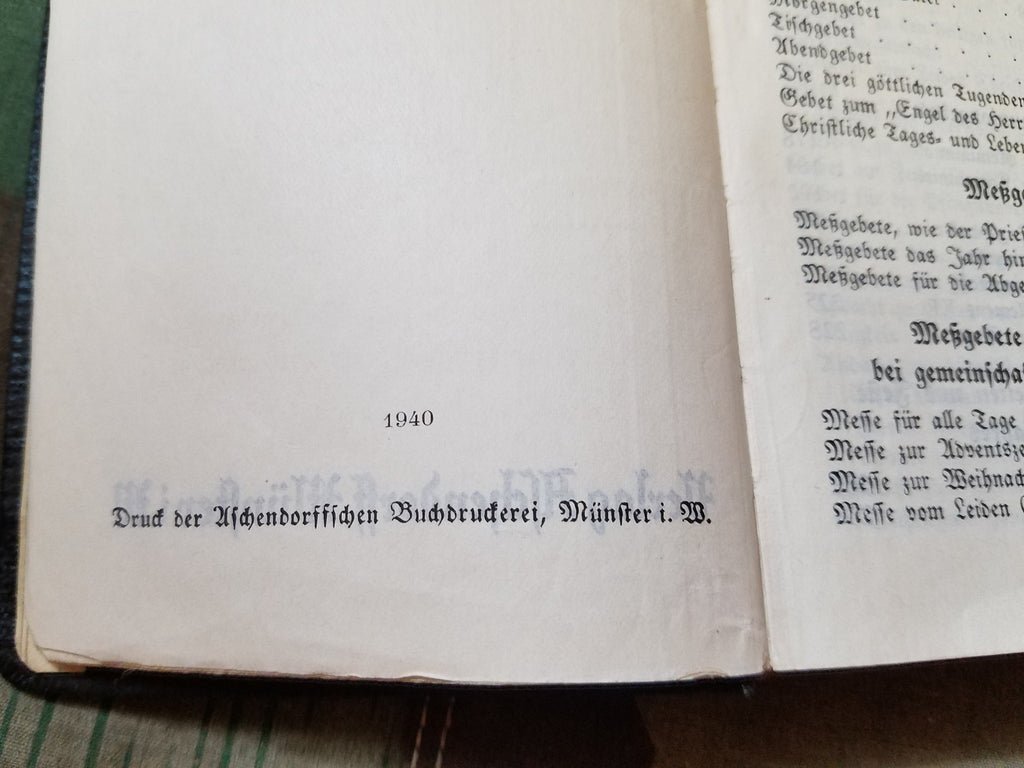 1940
Druck der Aschendorffschen Buchdruckerei, Münster i. W.
Morgengebet . . .
Tischgebet . . . .
Abendgebet . . . .
Die drei göttlichen Tugenden
Gebet zum „Engel des Herr
Christliche Tages- und Leben
Meßge
Meßgebete, wie der Pries
Meßgebete das Jahr hin
Meßgebete für die Abge
Meßgebete
bei gemeinscha
Messe für alle Tage
Messe zur Adventsze
Messe zur Weihnach
Messe vom Leiden